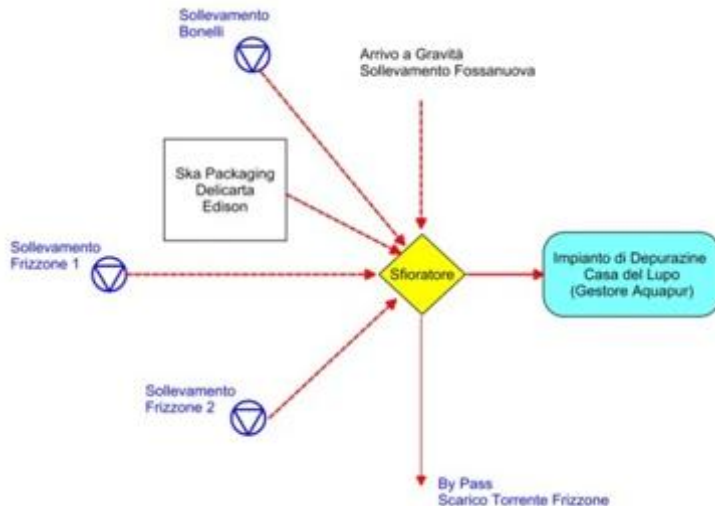 Sollevamento
Bonelli
Arrivo a Gravità
Sollevamento Fossanuova
Ska Packaging
Delicarta
Edison
Sollevamento
Frizzone 1
Sfioratore
Impianto di Depurazine
Casa del Lupo
(Gestore Aquapur)
Sollevamento
Frizzone 2
By Pass
Scarico Torrente Frizzone